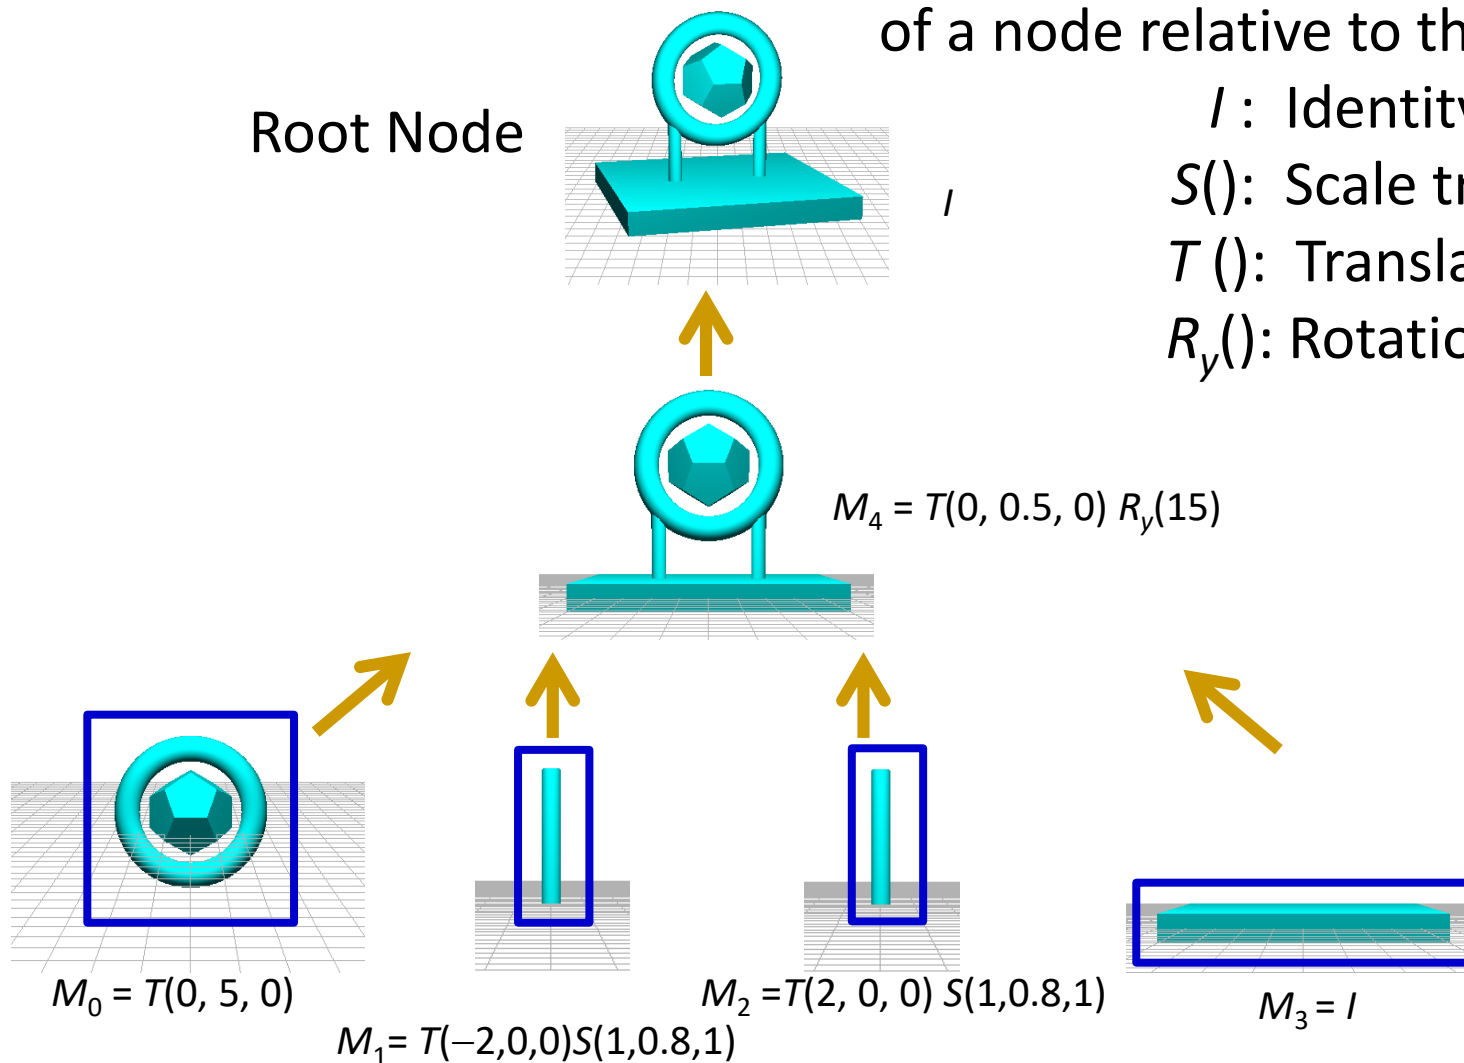 of a node relative to th
Root Node
I : Identity
S(): Scale tr
I
T (): Transla
R_y(): Rotatio
M₄ = T(0, 0.5, 0) R_y(15)
M₀ = T(0, 5, 0)
M₂ =T(2, 0, 0) S(1,0.8,1)
M₃ = I
M₁= T(−2,0,0)S(1,0.8,1)